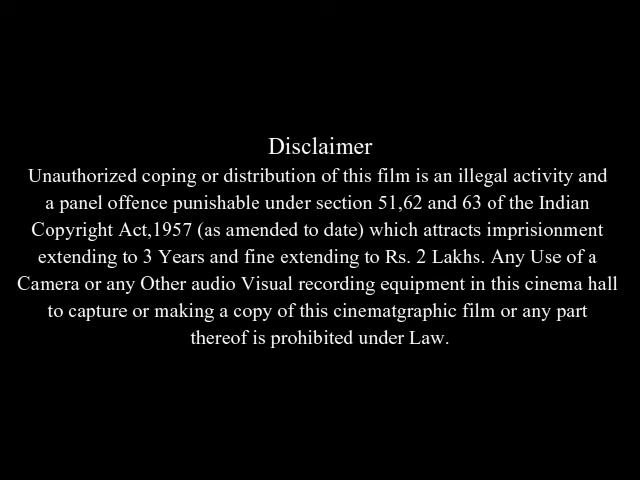 Disclaimer
Unauthorized coping or distribution of this film is an illegal activity and
a panel offence punishable under section 51,62 and 63 of the Indian
Copyright Act,1957 (as amended to date) which attracts imprisionment
extending to 3 Years and fine extending to Rs. 2 Lakhs. Any Use of a
Camera or any Other audio Visual recording equipment in this cinema hall
to capture or making a copy of this cinematgraphic film or any part
thereof is prohibited under Law.